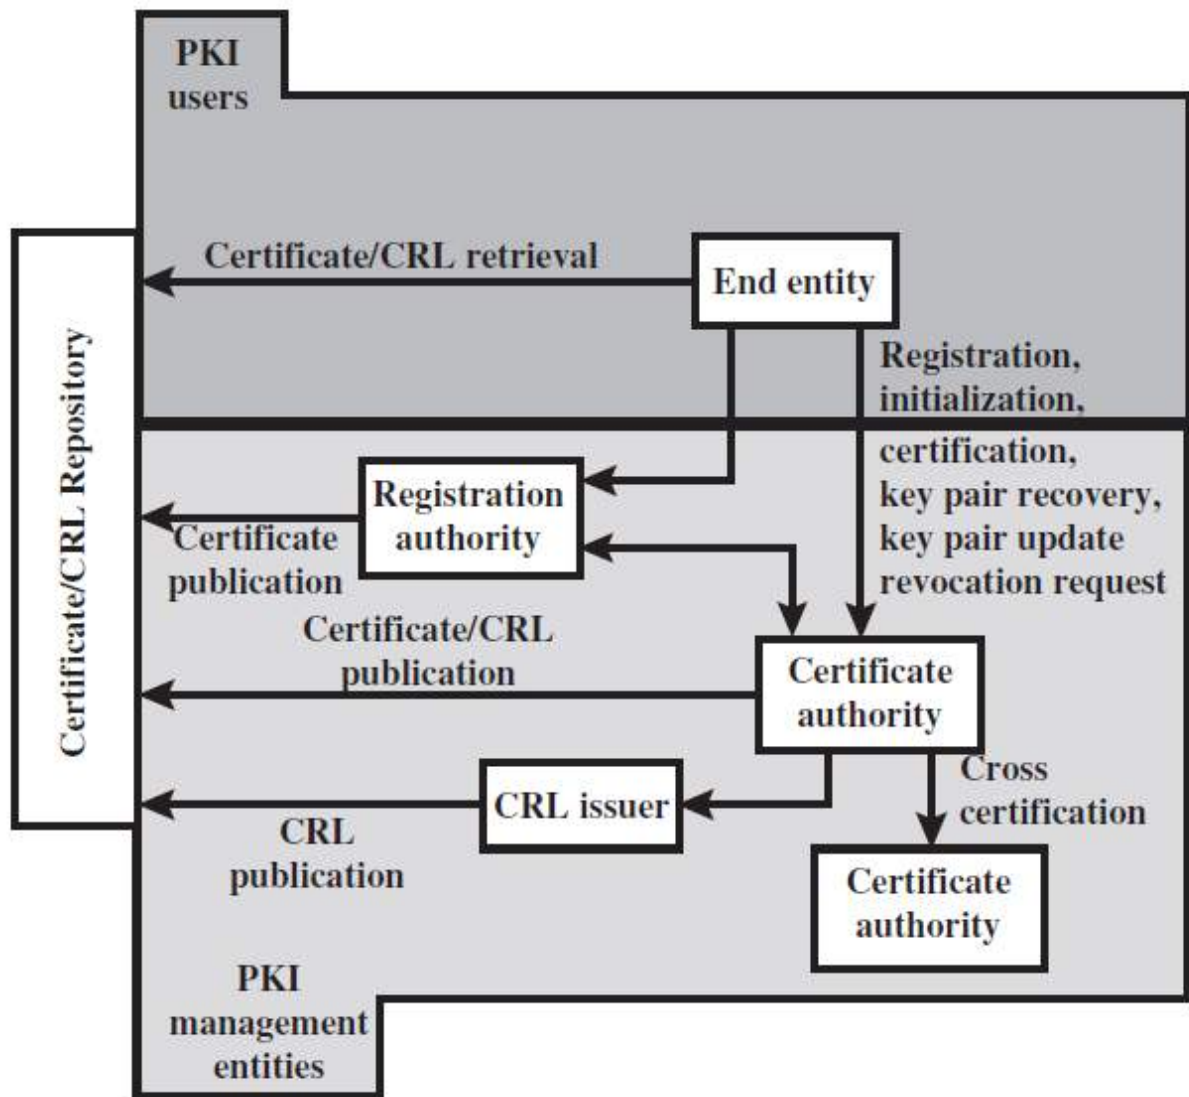 PKI
users
Certificate/CRL retrieval
End entity
Certificate/CRL Repository
Registration,
initialization,
certification,
key pair recovery,
key pair update
revocation request
Registration
authority
Certificate
publication
Certificate/CRL
publication
Certificate
authority
CRL issuer
Cross
certification
CRL
publication
Certificate
authority
PKI
management
entities